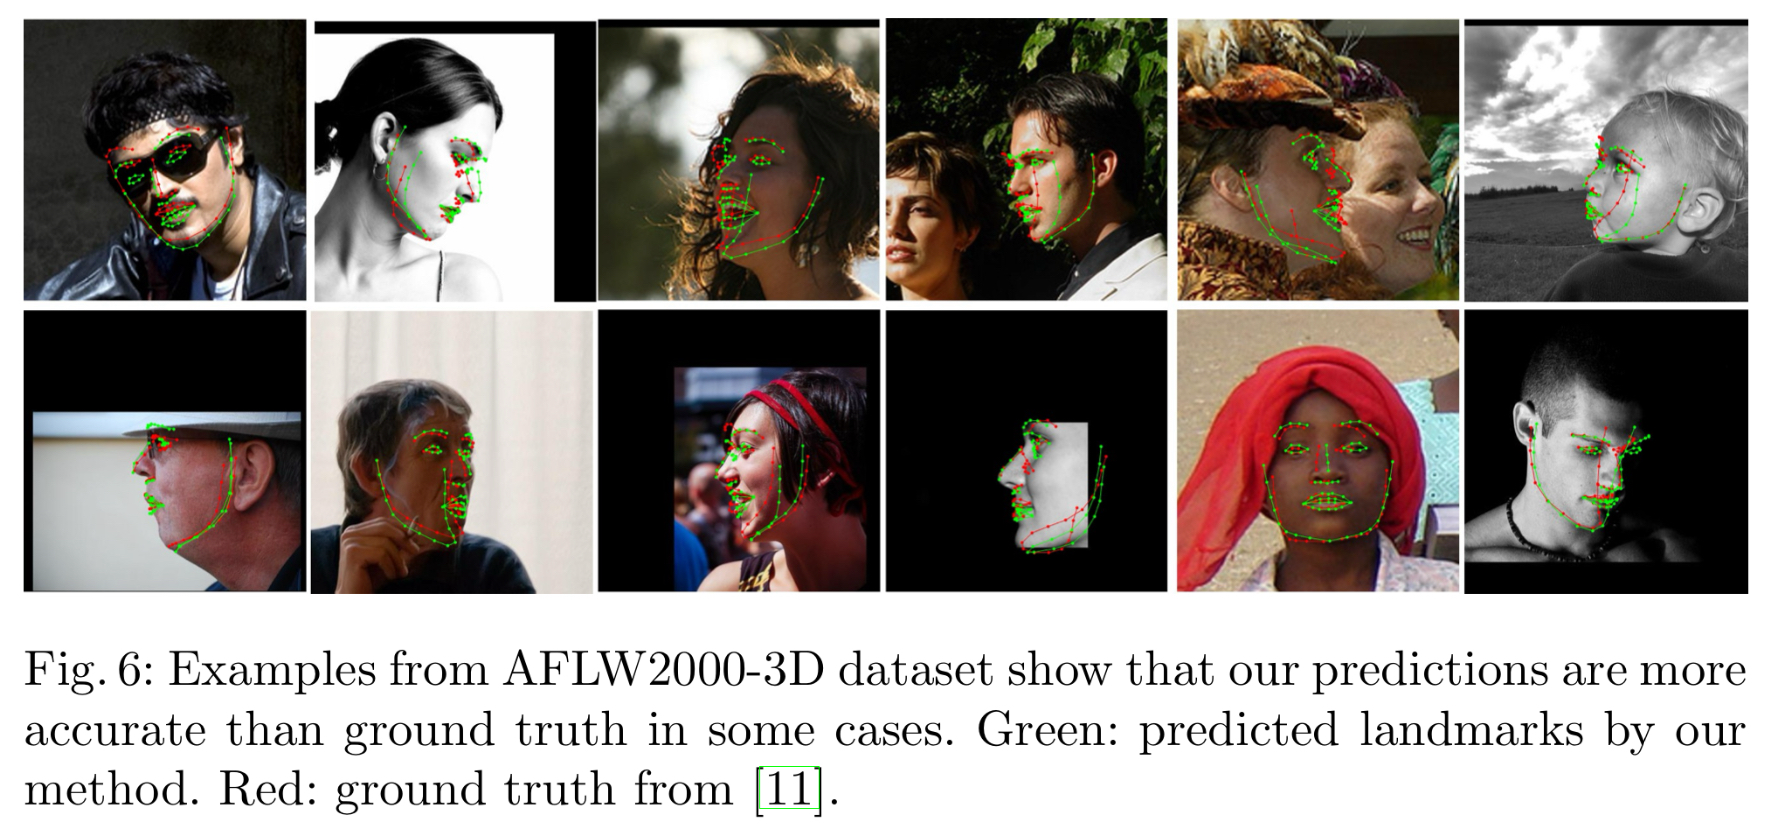 Fig. 6: Examples from AFLW2000-3D dataset show that our predictions are more
accurate than ground truth in some cases. Green: predicted landmarks by our
method. Red: ground truth from [11].